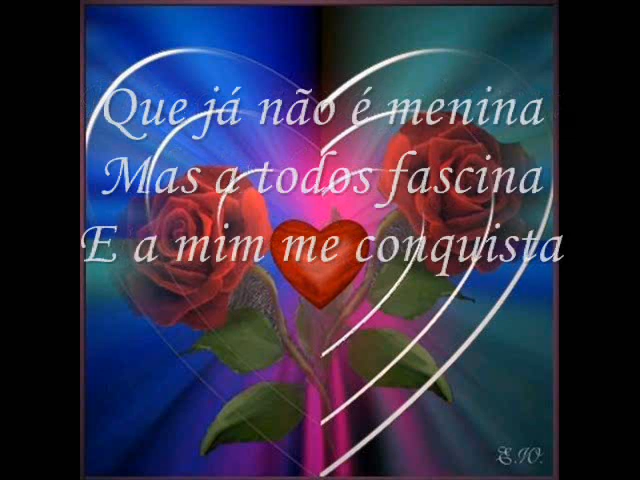 Que já não é menina
Mas a todos fascina
E a mim me conquista